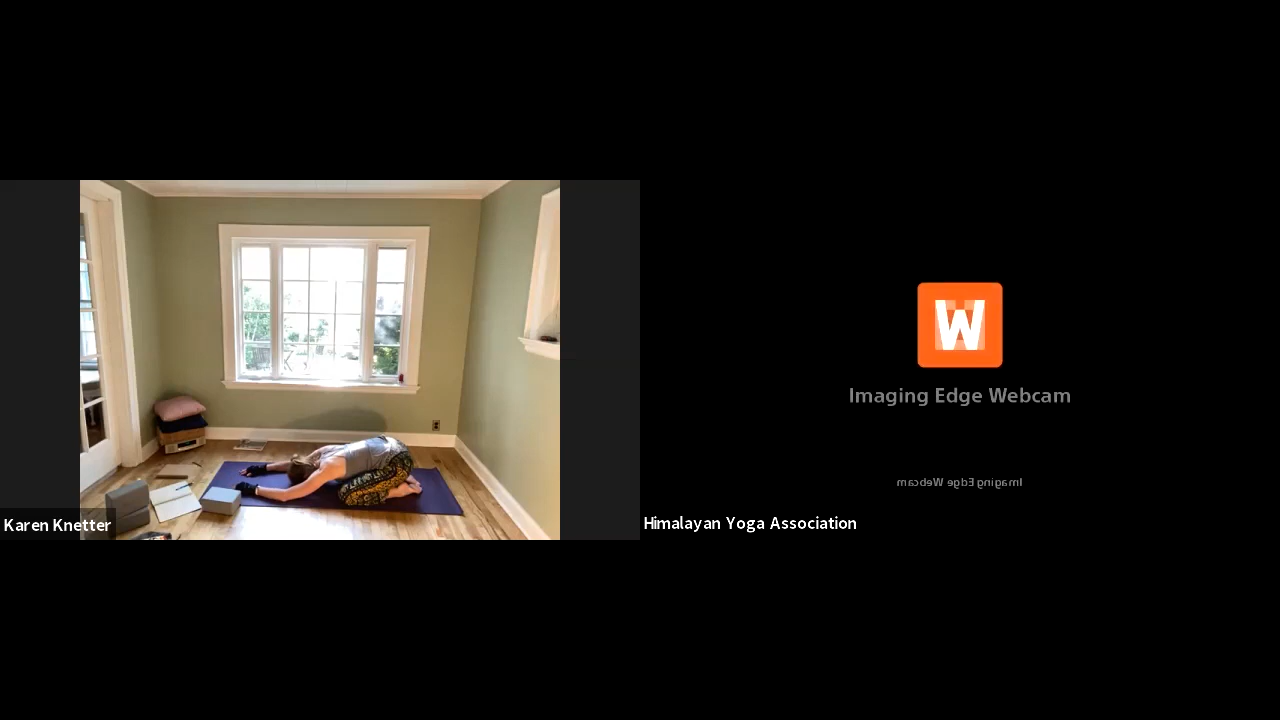 Karen Knetter
W
Imaging Edge Webcam
Imaging Edge Webcam
Himalayan Yoga Association